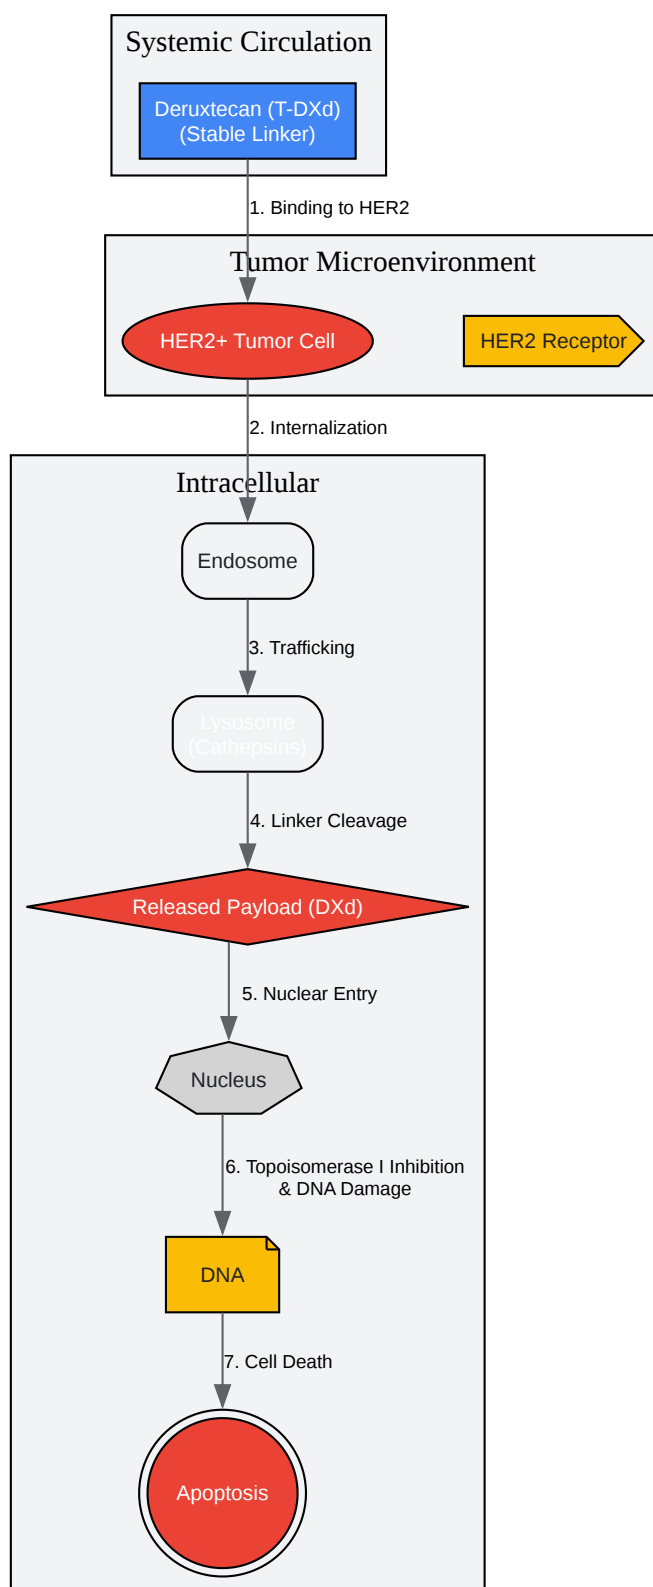 Systemic Circulation
Deruxtecan (T-DXd)
(Stable Linker)
1. Binding to HER2
Tumor Microenvironment
HER2+ Tumor Cell
HER2 Receptor
2. Internalization
Intracellular
Endosome
3. Trafficking
Lysosome
(Cathepsins)
4. Linker Cleavage
Released Payload (DXd)
5. Nuclear Entry
Nucleus
6. Topoisomerase I Inhibition
& DNA Damage
DNA
7. Cell Death
Apoptosis